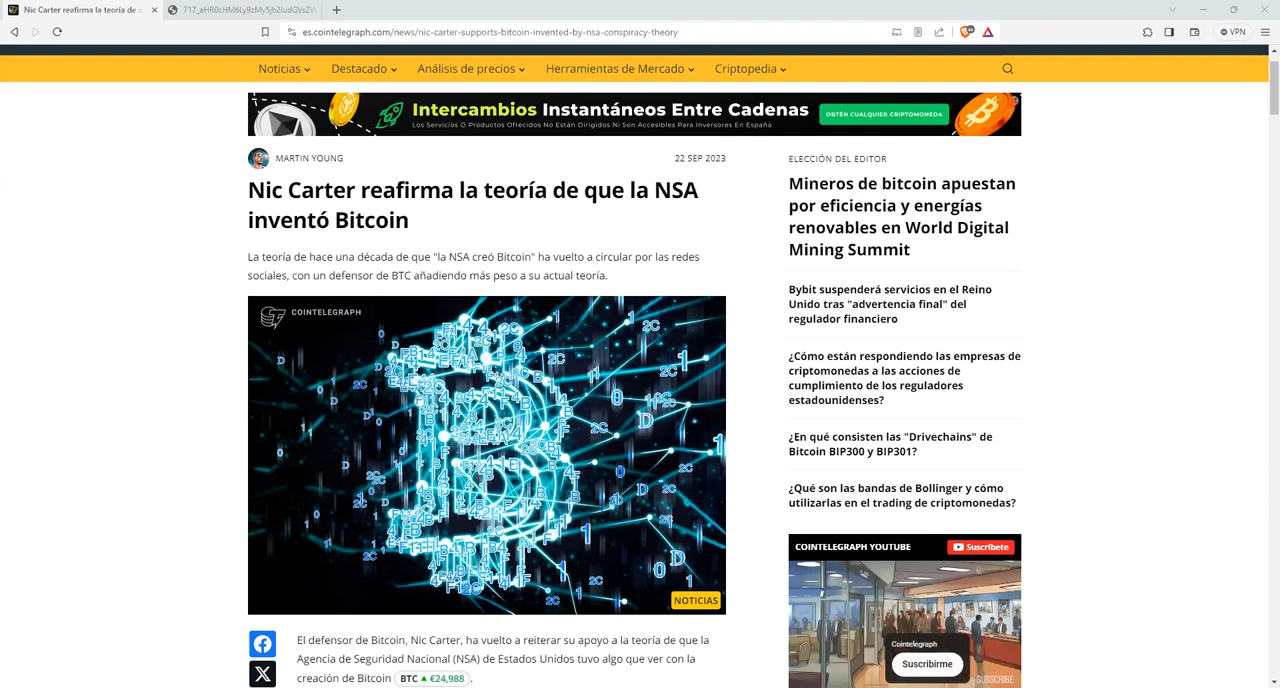 Nic Carter reafirma la teoría de
717_aHR0cHM6Ly9zMy5jb2ludGVsZ
es.cointelegraph.com/news/nic-carter-supports-bitcoin-invented-by-nsa-conspiracy-theory
VPN
Noticias Destacado Análisis de precios Herramientas de Mercado Criptopedia
Intercambios Instantáneos Entre Cadenas
Los Servicios O Productos Ofrecidos No Están Dirigidos Ni Son Accesibles Para Inversores En España
OBTÉN CUALQUIER CRIPTOMONEDA
MARTIN YOUNG
22 SEP 2023
Nic Carter reafirma la teoría de que la NSA
inventó Bitcoin
La teoría de hace una década de que "la NSA creó Bitcoin" ha vuelto a circular por las redes
sociales, con un defensor de BTC añadiendo más peso a su actual teoría.
COINTELEGRAPH
NOTICIAS
El defensor de Bitcoin, Nic Carter, ha vuelto a reiterar su apoyo a la teoría de que la
Agencia de Seguridad Nacional (NSA) de Estados Unidos tuvo algo que ver con la
creación de Bitcoin BTC €24,988 .
ELECCIÓN DEL EDITOR
Mineros de bitcoin apuestan
por eficiencia y energías
renovables en World Digital
Mining Summit
Bybit suspenderá servicios en el Reino
Unido tras "advertencia final" del
regulador financiero
¿Cómo están respondiendo las empresas de
criptomonedas a las acciones de
cumplimiento de los reguladores
estadounidenses?
¿En qué consisten las "Drivechains" de
Bitcoin BIP300 y BIP301?
¿Qué son las bandas de Bollinger y cómo
utilizarlas en el trading de criptomonedas?
COINTELEGRAPH YOUTUBE
Suscríbete
Cointelegraph
Suscribirme
SUBSCRIBE